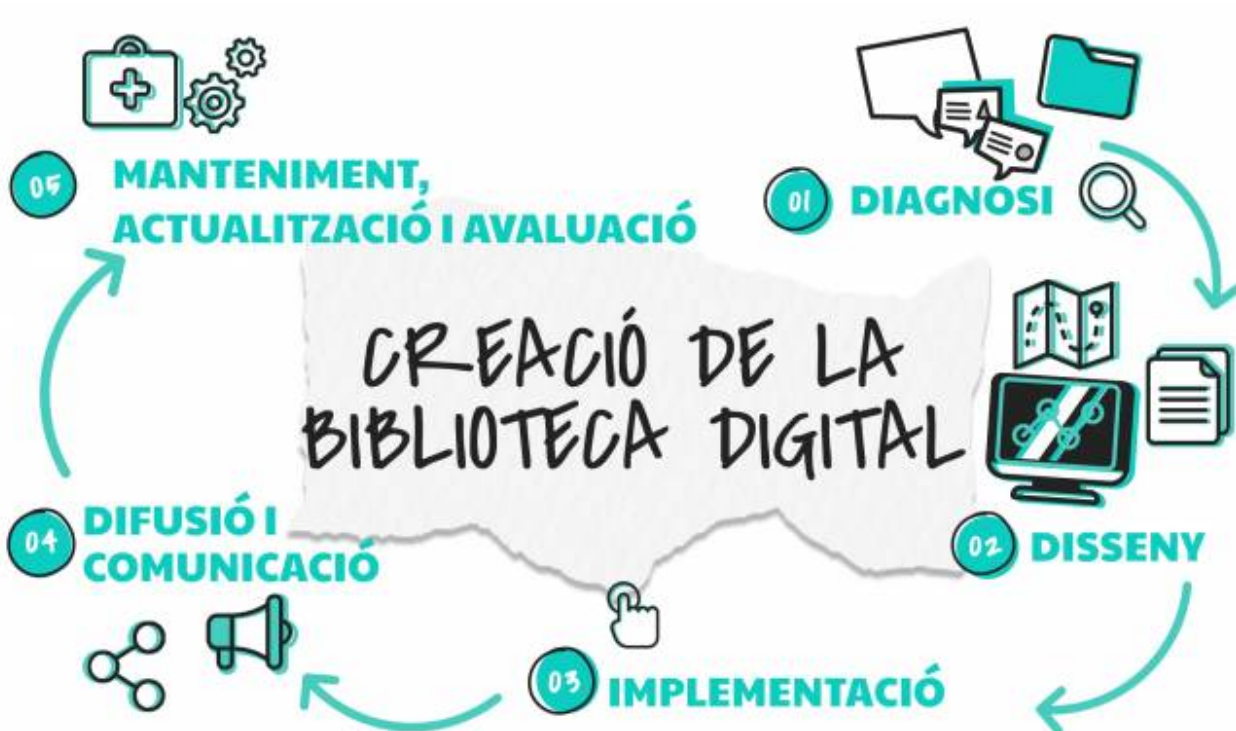 CREACIÓ DE LA
BIBLIOTECA DIGITAL
01 DIAGNOSI
02 DISSENY
03 IMPLEMENTACIÓ
04 DIFUSIÓ I
COMUNICACIÓ
05 MANTENIMENT,
ACTUALITZACIÓ I AVALUACIÓ